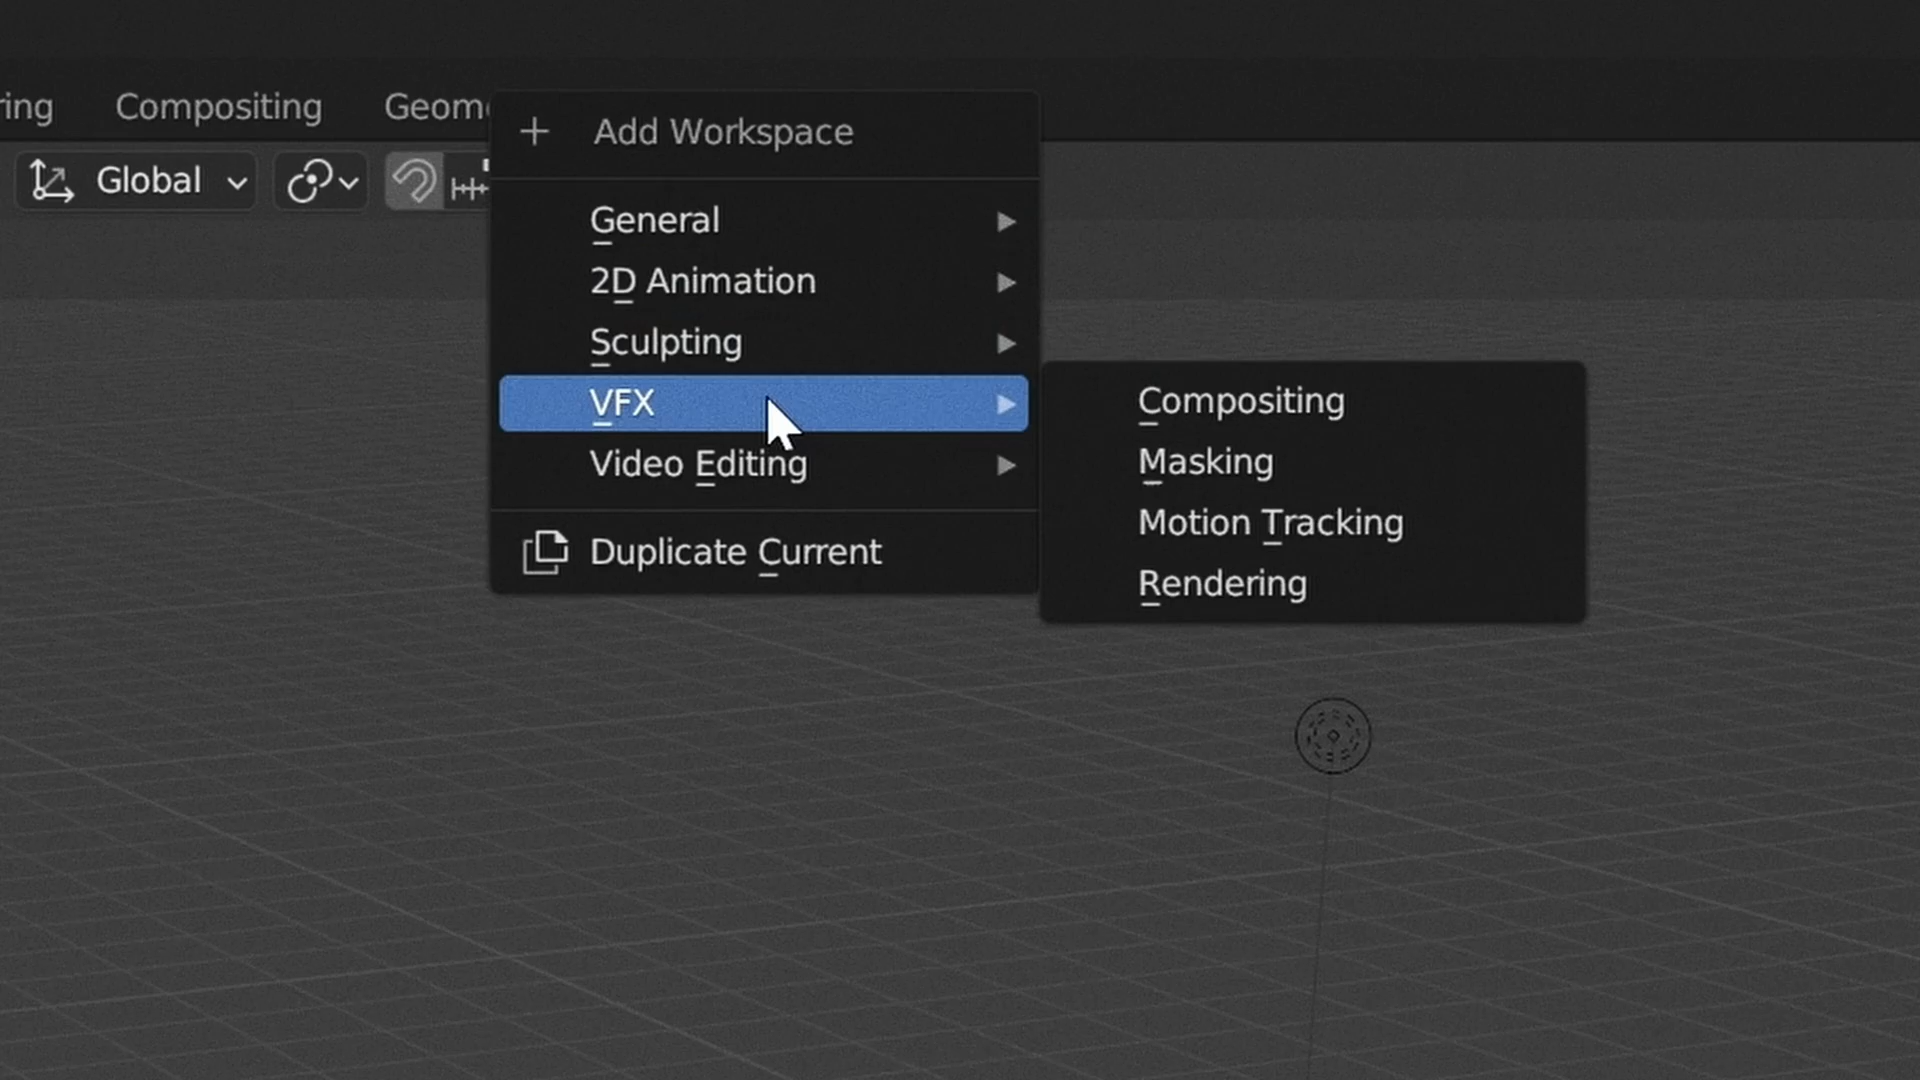 ring Compositing Geom
Add Workspace
Global
General
2D Animation
Sculpting
VFX
Video Editing
Duplicate Current
Compositing
Masking
Motion Tracking
Rendering